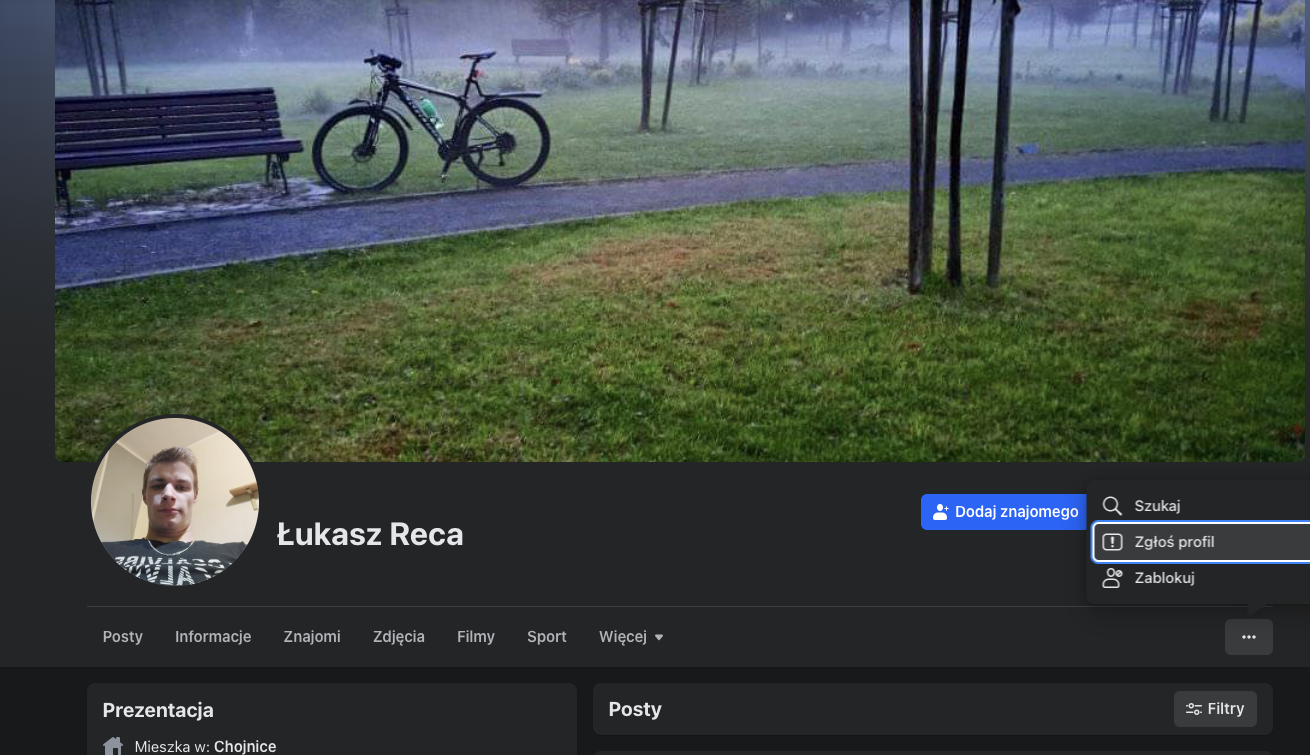 Łukasz Reca
Dodaj znajomego
Szukaj
Zgłoś profil
Zablokuj
Posty
Informacje
Znajomi
Zdjęcia
Filmy
Sport
Więcej
Prezentacja
Mieszka w: Chojnice
Posty
Filtry